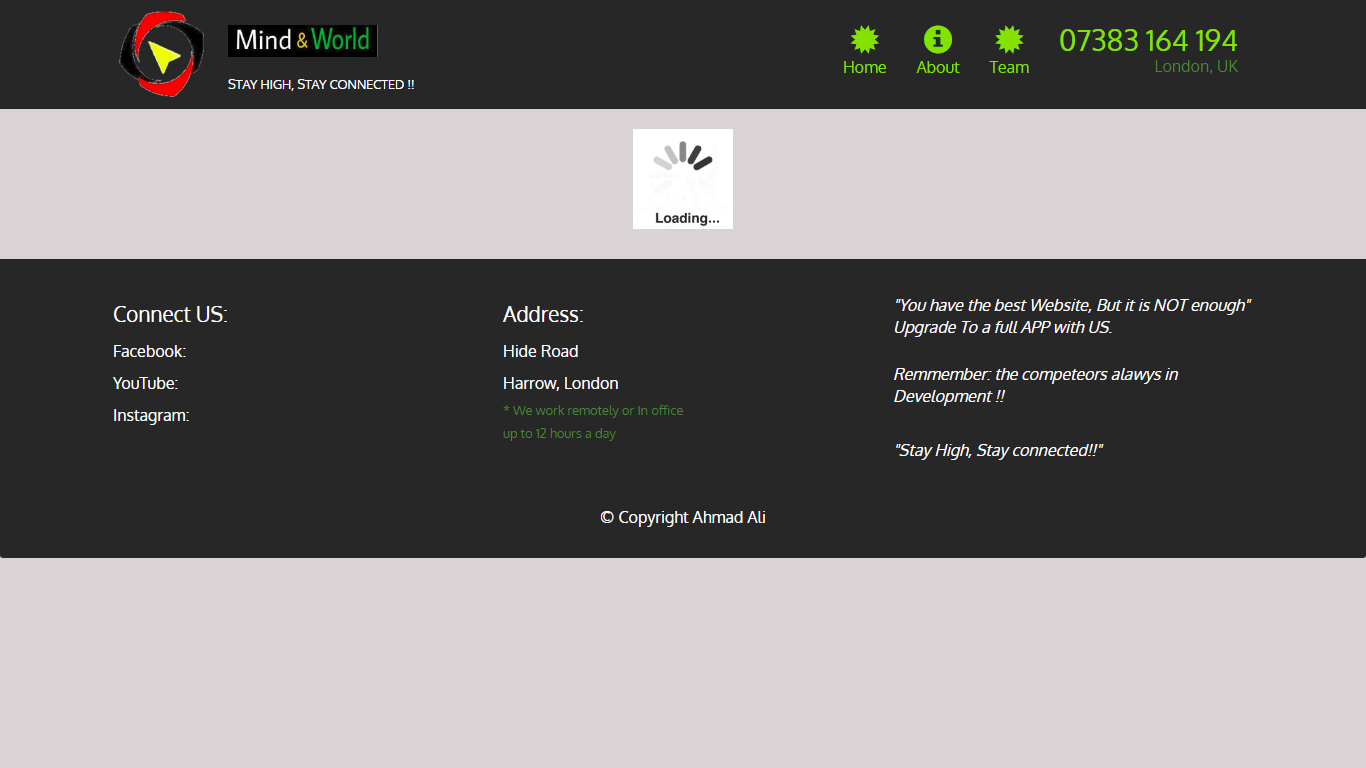 Mind & World
STAY HIGH, STAY CONNECTED !!
Home
About
Team
07383 164 194
London, UK
Loading...
Connect US:
Facebook:
YouTube:
Instagram:
Address:
Hide Road
Harrow, London
* We work remotely or In office
up to 12 hours a day
"You have the best Website, But it is NOT enough"
Upgrade To a full APP with US.
Remmember: the competeors alawys in
Development !!
"Stay High, Stay connected!!"
© Copyright Ahmad Ali